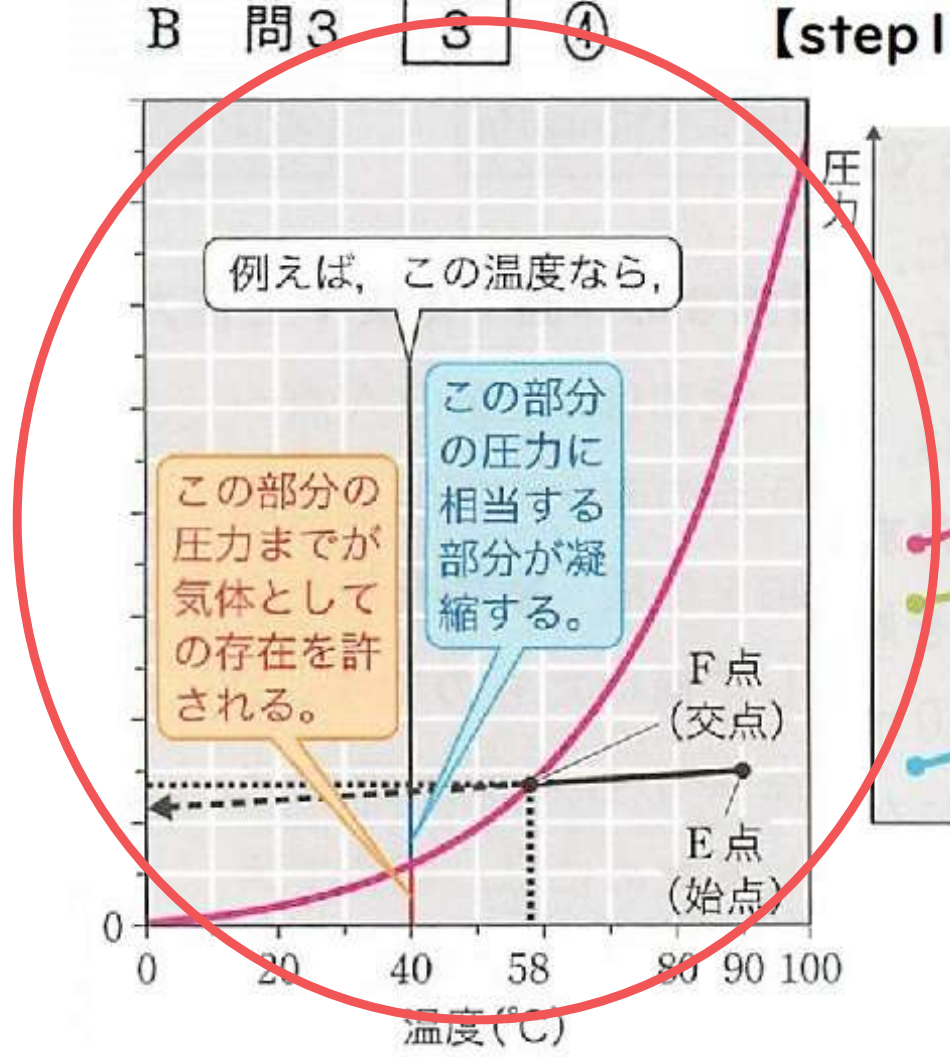 B 問3 3 ④
【step1
圧力
例えば，この温度なら，
この部分
の圧力に
相当する
部分が凝
縮する。
この部分の
圧力までが
気体として
の存在を許
される。
F点
(交点)
E点
(始点)
0
0 20 40 58 80 90 100
温度(℃)